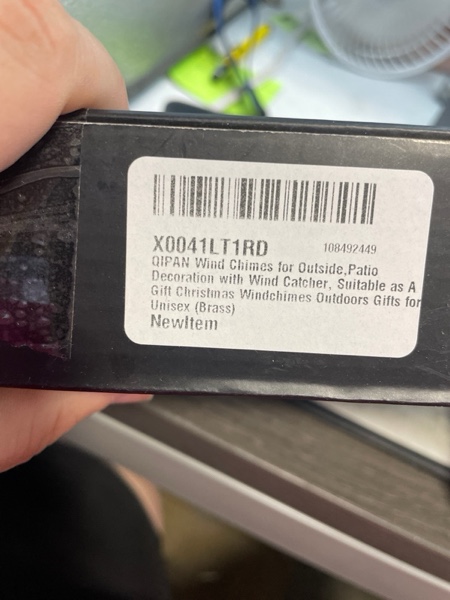 X0041LT1RD 108492449
QIPAN Wind Chimes for Outside,Patio
Decoration with Wind Catcher, Suitable as A
Gift Christmas Windchimes Outdoors Gifts for
Unisex (Brass)
NewItem